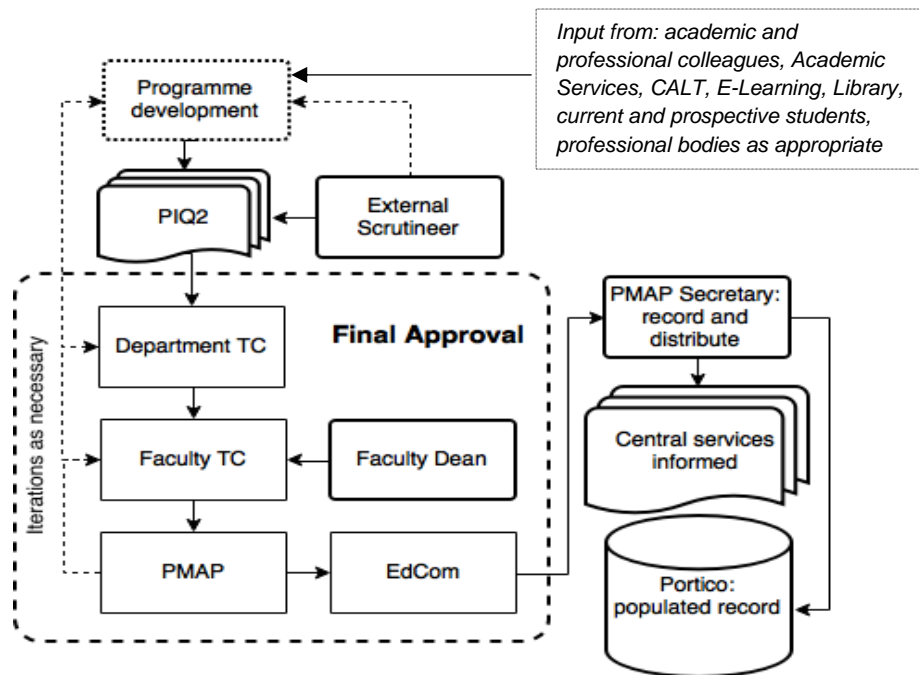 Input from: academic and
professional colleagues, Academic
Services, CALT, E-Learning, Library,
current and prospective students,
professional bodies as appropriate
Programme
development
PIQ2
External
Scrutineer
Final Approval
Iterations as necessary
Department TC
Faculty TC
Faculty Dean
PMAP
EdCom
PMAP Secretary:
record and
distribute
Central services
informed
Portico:
populated record